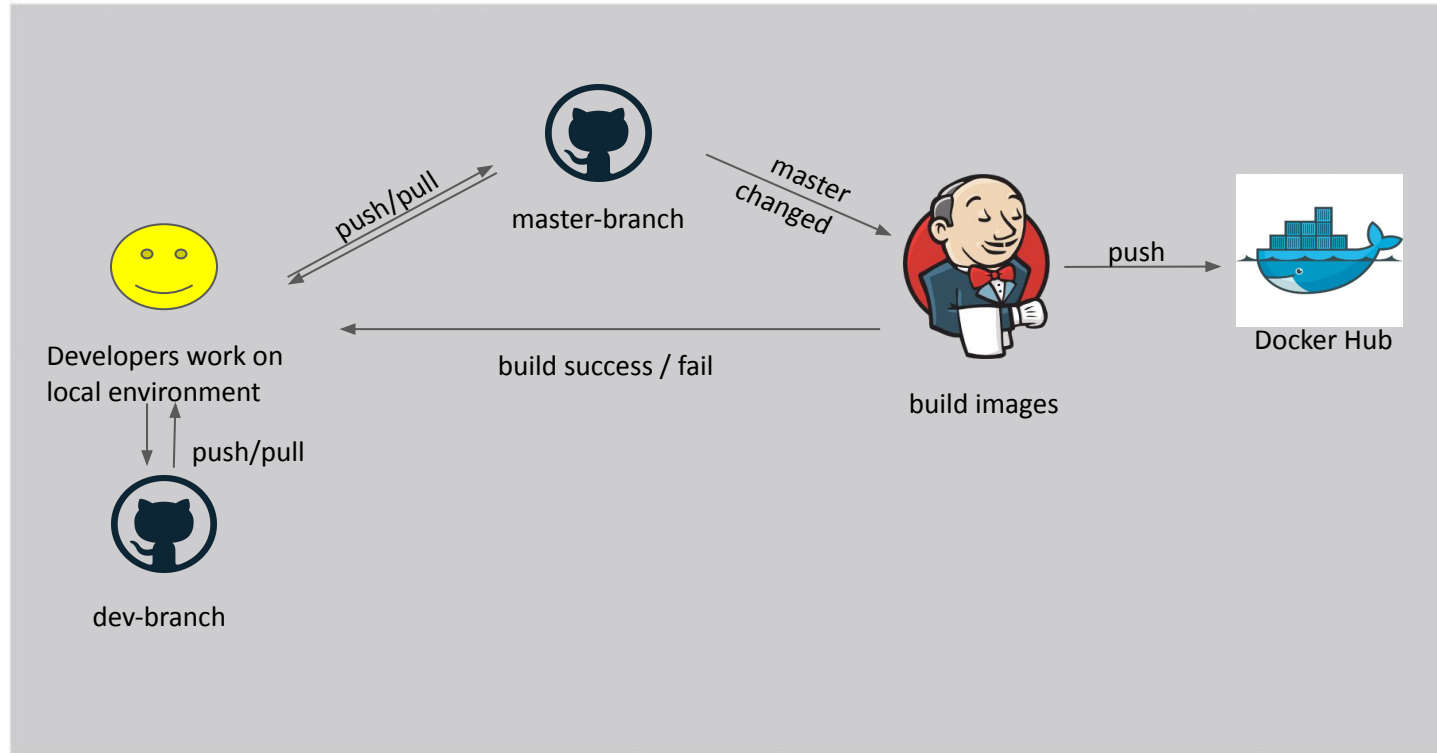 push/pull
master-branch
master
changed
push
Docker Hub
Developers work on
local environment
build success / fail
build images
push/pull
dev-branch